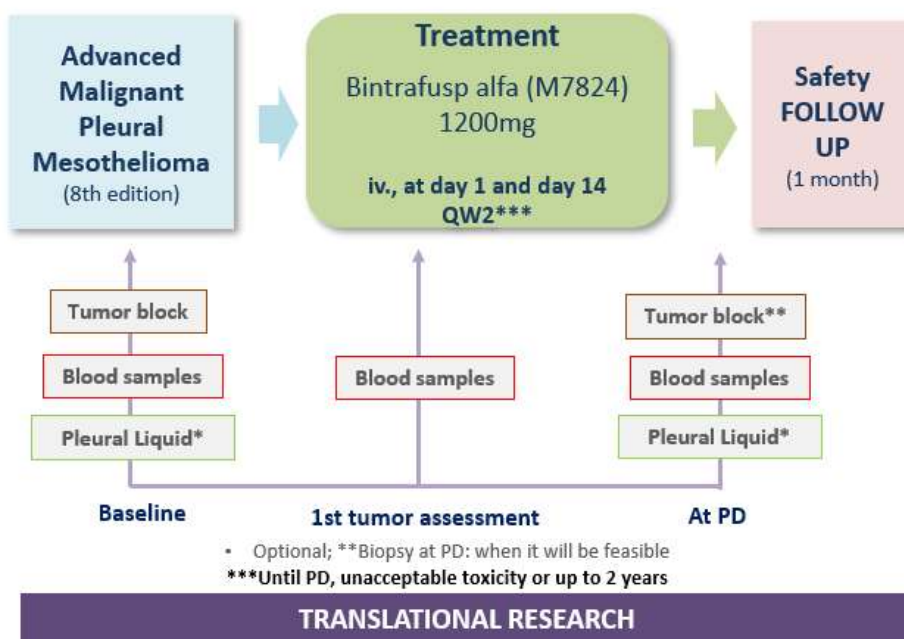 Advanced
Malignant
Pleural
Mesothelioma
(8th edition)
Treatment
Bintrafusp alfa (M7824)
1200mg
iv., at day 1 and day 14
QW2***
Safety
FOLLOW
UP
(1 month)
Tumor block
Blood samples
Pleural Liquid*
Blood samples
Tumor block**
Blood samples
Pleural Liquid*
Baseline
1st tumor assessment
At PD
• Optional; **Biopsy at PD: when it will be feasible
***Until PD, unacceptable toxicity or up to 2 years
TRANSLATIONAL RESEARCH